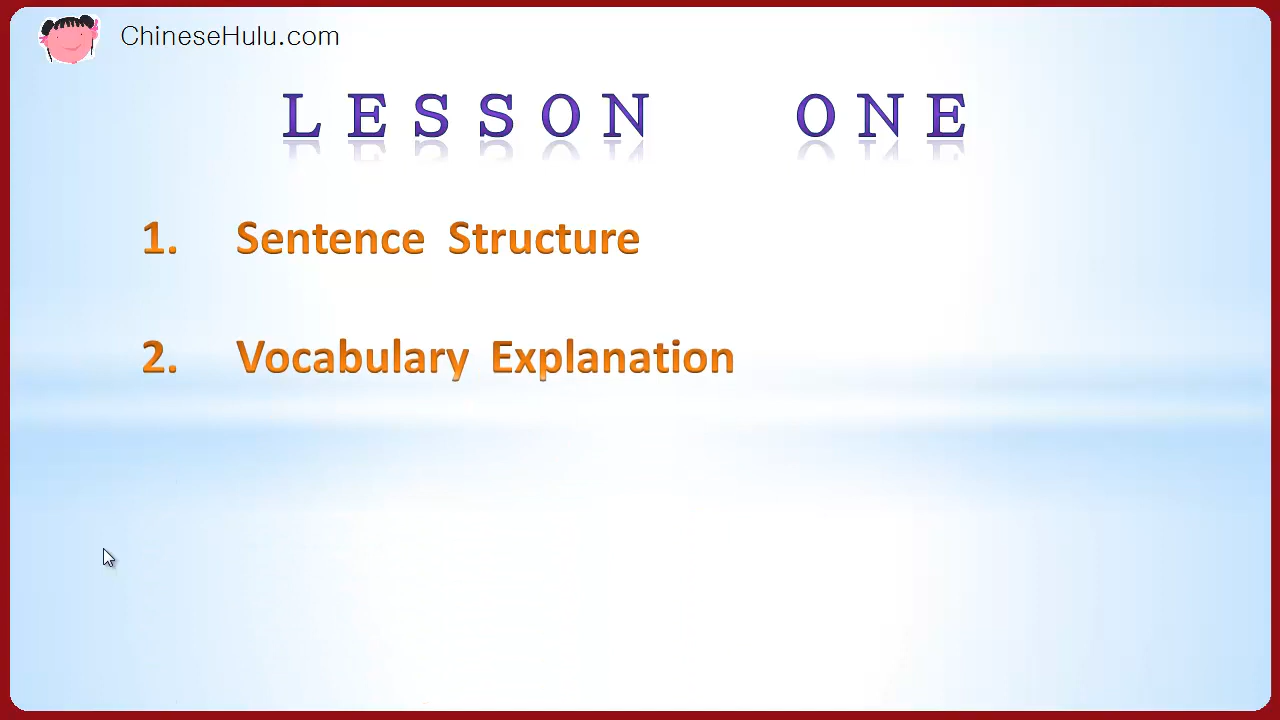 ChineseHulu.com
LESSON ONE
1. Sentence Structure
2. Vocabulary Explanation